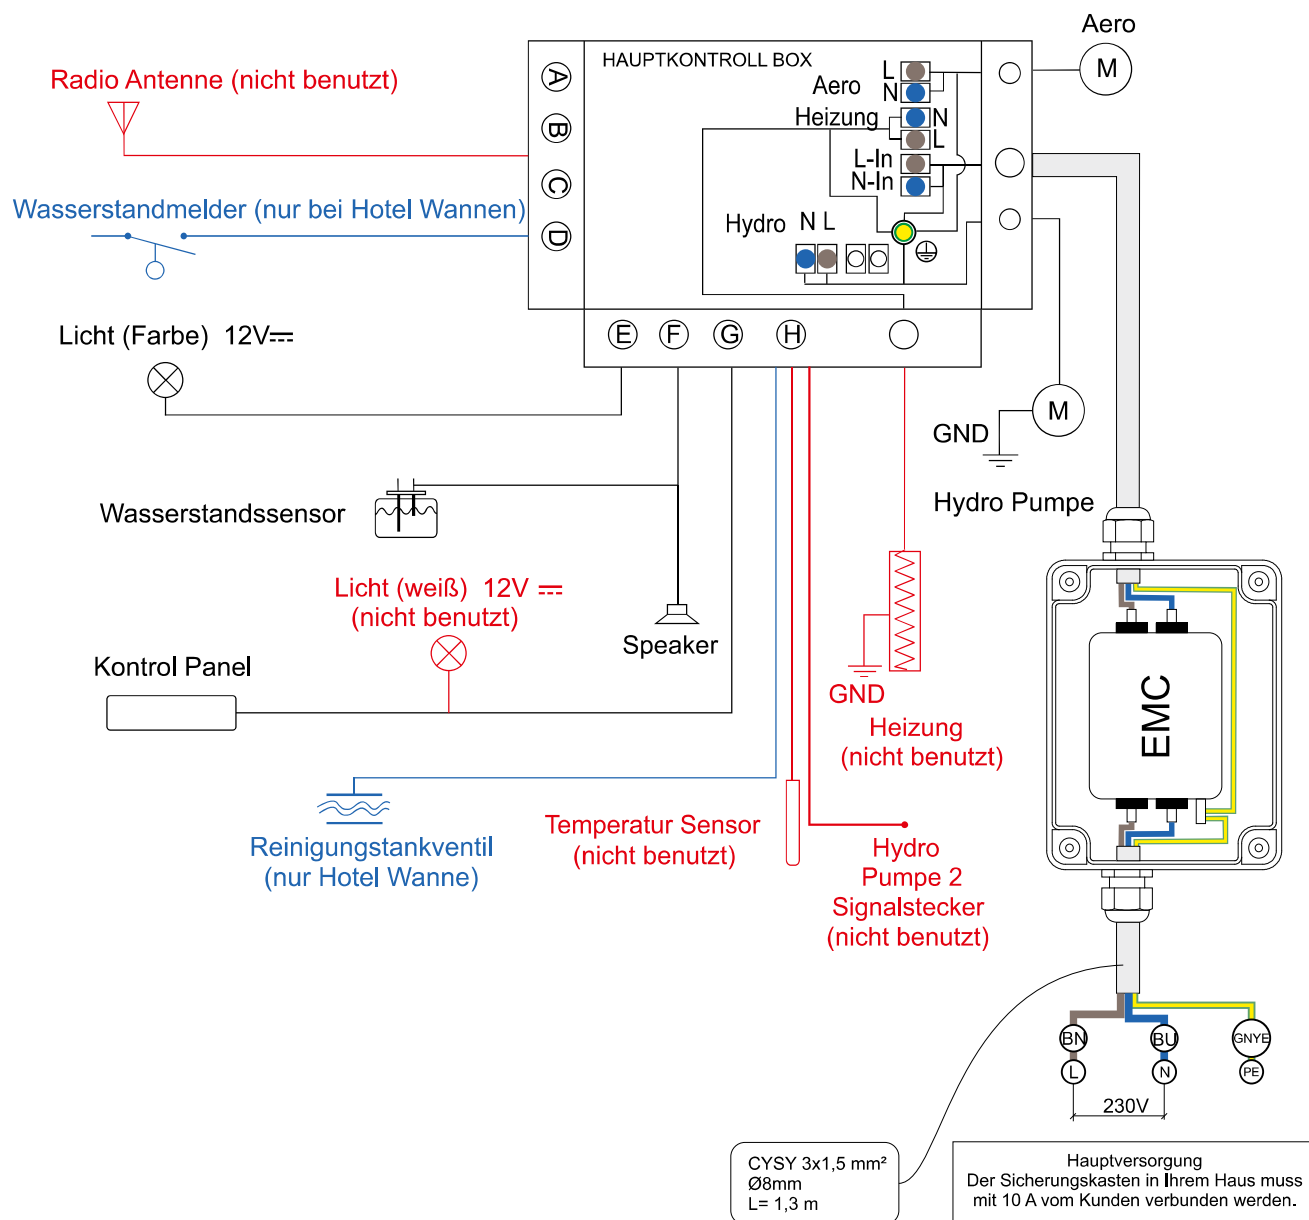 Aero
M
HAUPTKONTROLL BOX
A
B
C
D
Aero
L
N
Heizung
N
L
L-In
N-In
Hydro N L
Radio Antenne (nicht benutzt)
Wasserstandmelder (nur bei Hotel Wannen)
Licht (Farbe) 12V
E
F
G
H
M
GND
Hydro Pumpe
Wasserstandssensor
Licht (weiß) 12V
(nicht benutzt)
Speaker
Kontrol Panel
GND
Heizung
(nicht benutzt)
EMC
Reinigungstankventil
(nur Hotel Wanne)
Temperatur Sensor
(nicht benutzt)
Hydro
Pumpe 2
Signalstecker
(nicht benutzt)
BN
BU
GNYE
L
N
PE
230V
CYSY 3x1,5 mm²
Ø8mm
L= 1,3 m
Hauptversorgung
Der Sicherungskasten in Ihrem Haus muss
mit 10 A vom Kunden verbunden werden.